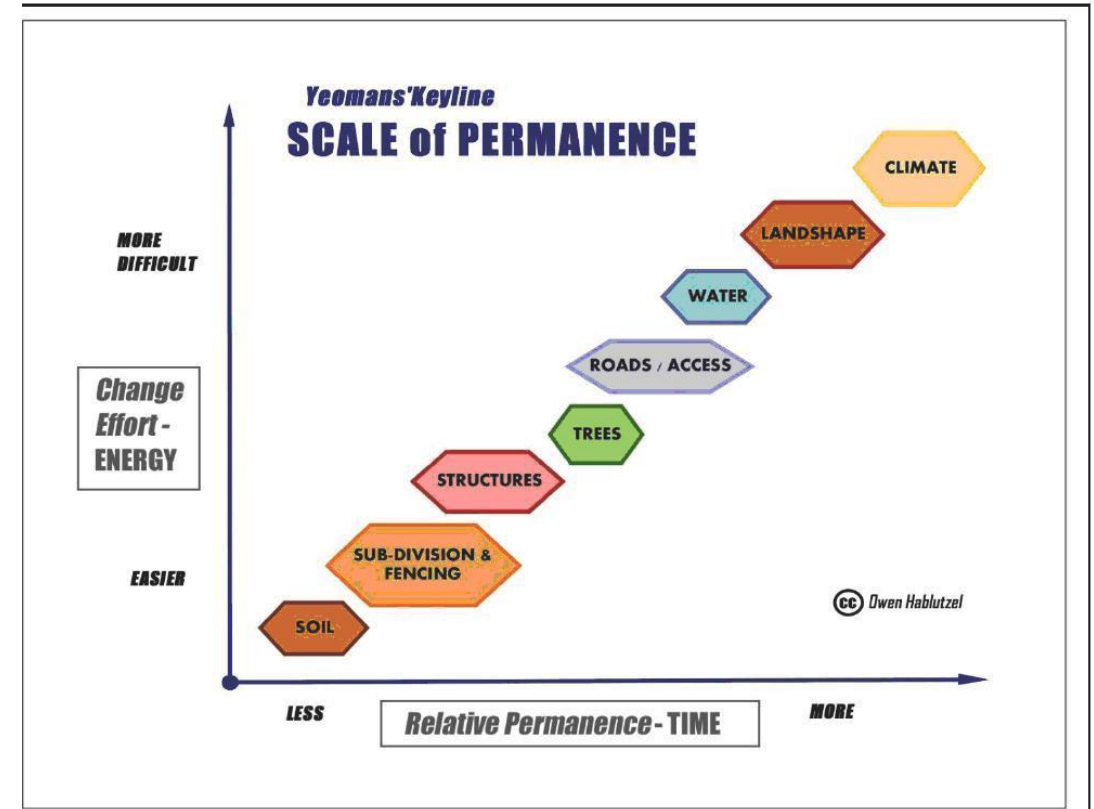 Yeomans'Keyline
SCALE of PERMANENCE
CLIMATE
LANDSHAPE
MORE
DIFFICULT
WATER
ROADS / ACCESS
Change
Effort -
ENERGY
TREES
STRUCTURES
SUB-DIVISION &
FENCING
EASIER
cc Owen Hablutzel
SOIL
LESS
MORE
Relative Permanence - TIME